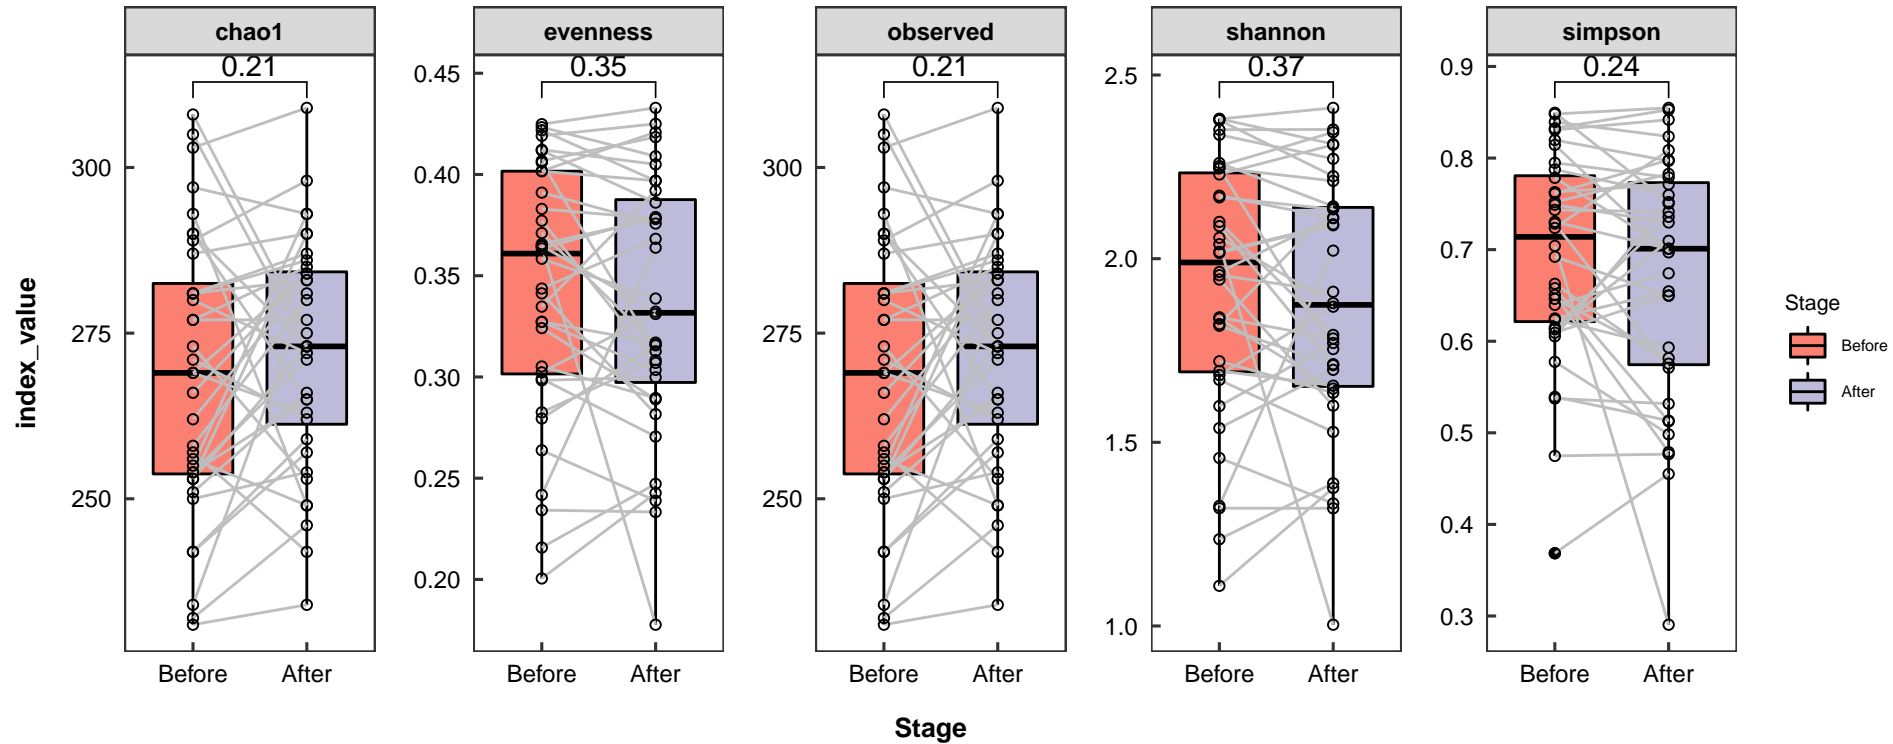 chao1
evenness
observed
shannon
simpson
0.21
0.35
0.21
0.37
0.24
300
275
250
0.45
0.40
0.35
0.30
0.25
0.20
300
275
250
2.5
2.0
1.5
1.0
0.9
0.8
0.7
0.6
0.5
0.4
0.3
Before After
Before After
Before After
Before After
Before After
index_value
Stage
Stage
Before
After